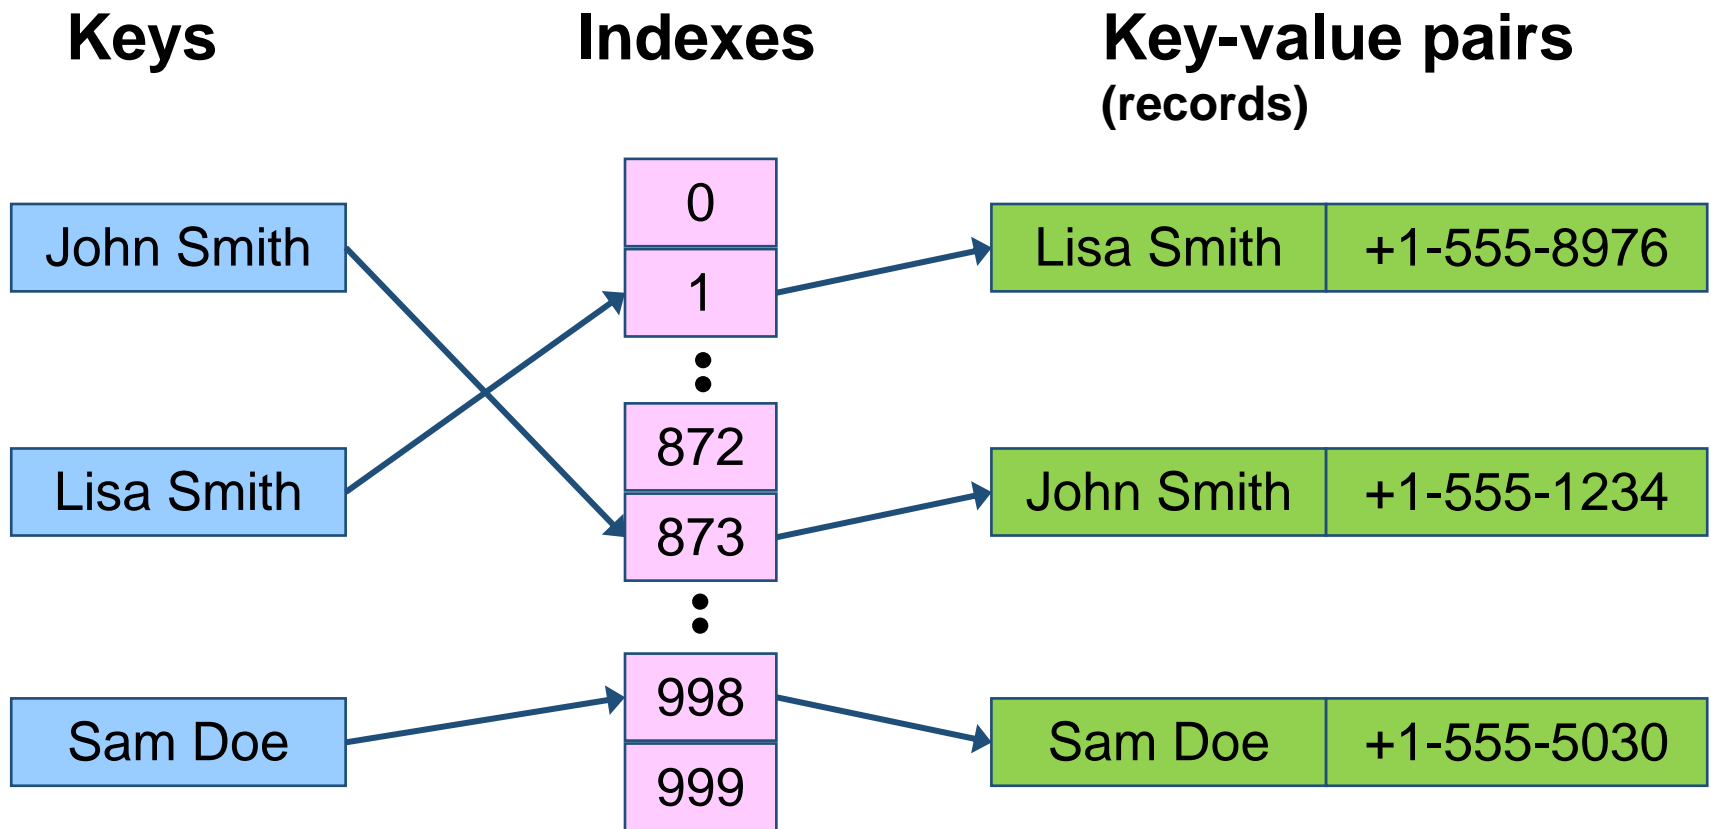 Keys Indexes Key-value pairs
(records)
0
John Smith Lisa Smith +1-555-8976
1
872
Lisa Smith John Smith +1-555-1234
873
998
Sam Doe Sam Doe +1-555-5030
999